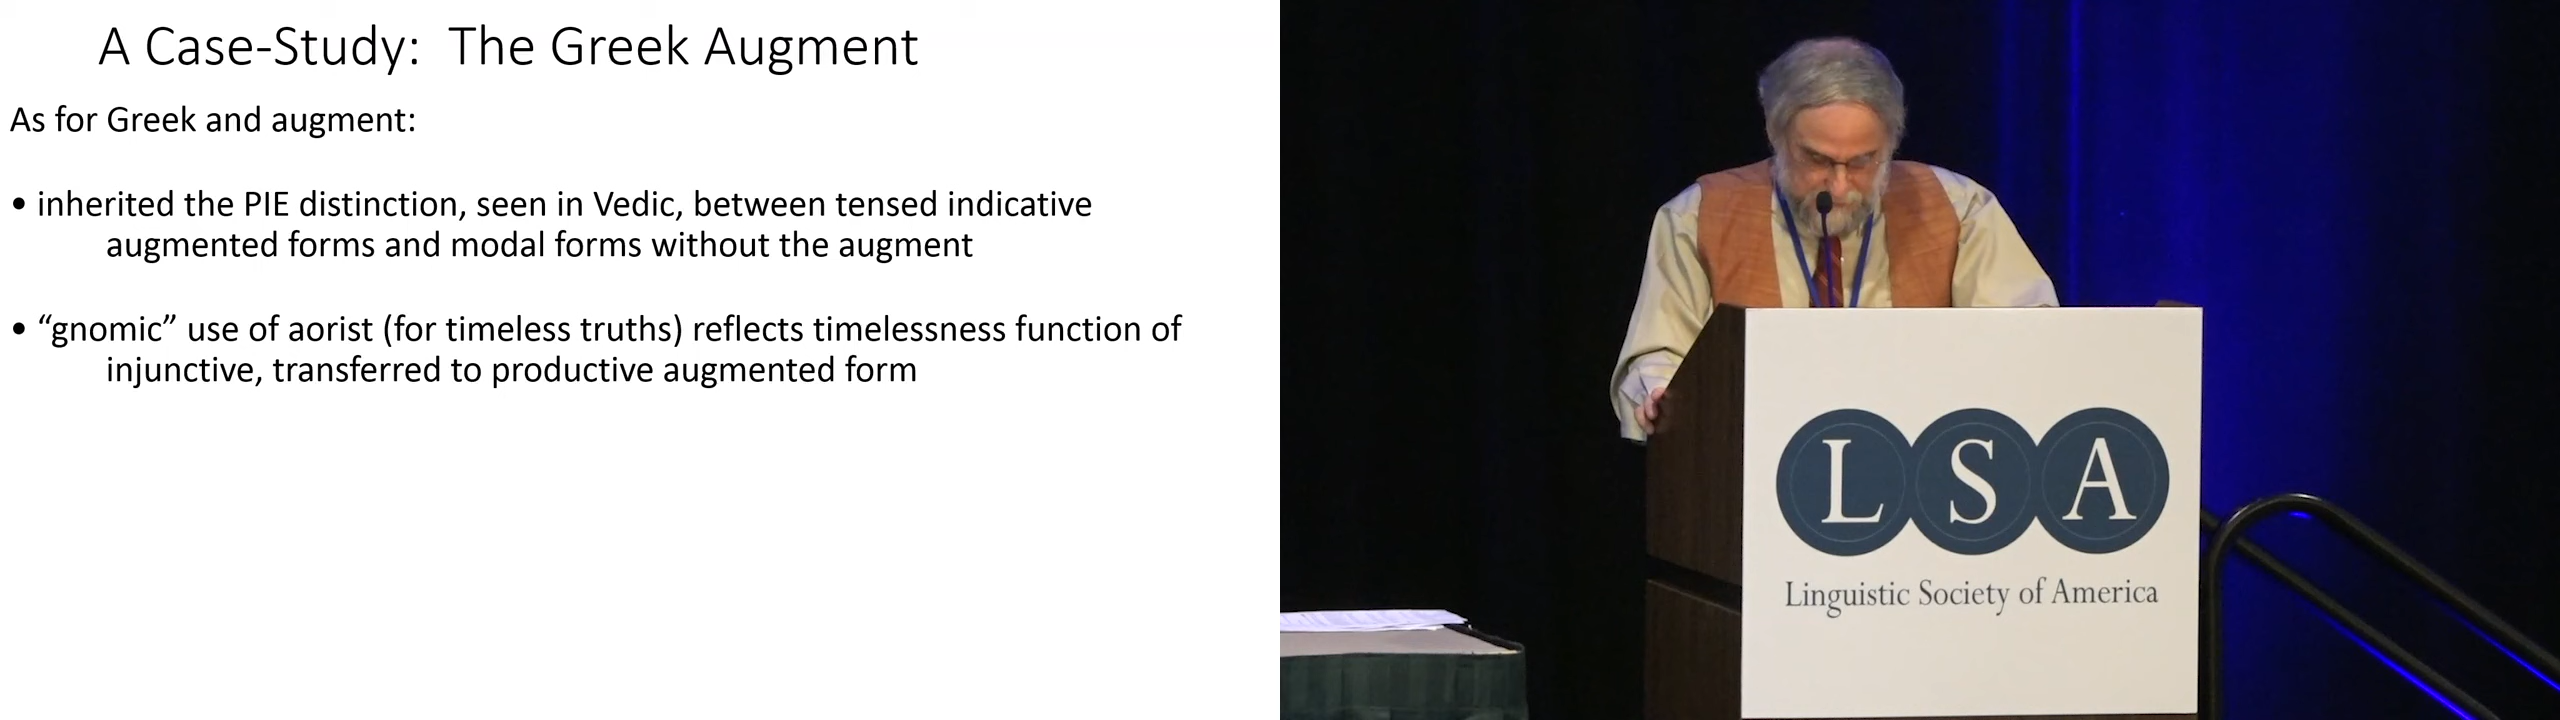 A Case-Study:  The Greek Augment
As for Greek and augment:
• inherited the PIE distinction, seen in Vedic, between tensed indicative
augmented forms and modal forms without the augment
• “gnomic” use of aorist (for timeless truths) reflects timelessness function of
injunctive, transferred to productive augmented form
L S A
Linguistic Society of America